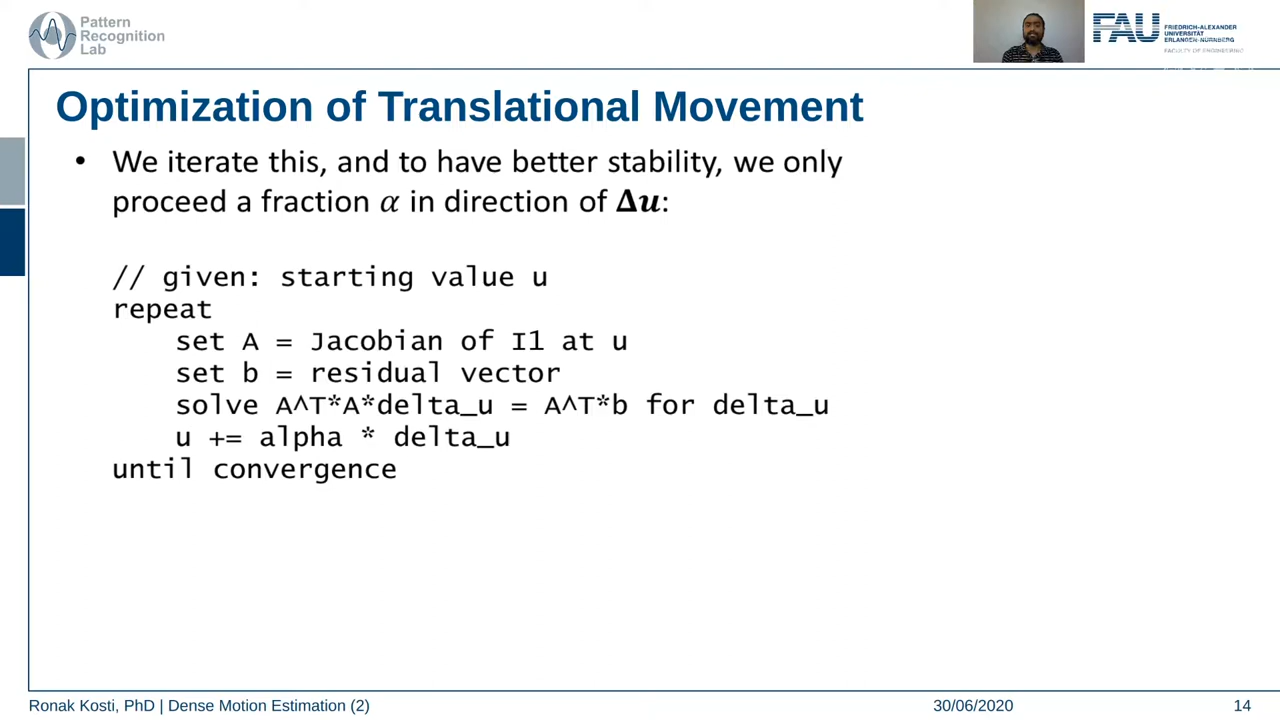 Pattern
Recognition
Lab
FAU
FRIEDRICH-ALEXANDER
UNIVERSITÄT
ERLANGEN-NÜRNBERG
FACULTY OF ENGINEERING
Optimization of Translational Movement
• We iterate this, and to have better stability, we only
proceed a fraction α in direction of Δu:
// given: starting value u
repeat
set A = Jacobian of I1 at u
set b = residual vector
solve A^T*A*delta_u = A^T*b for delta_u
u += alpha * delta_u
until convergence
Ronak Kosti, PhD | Dense Motion Estimation (2)
30/06/2020
14